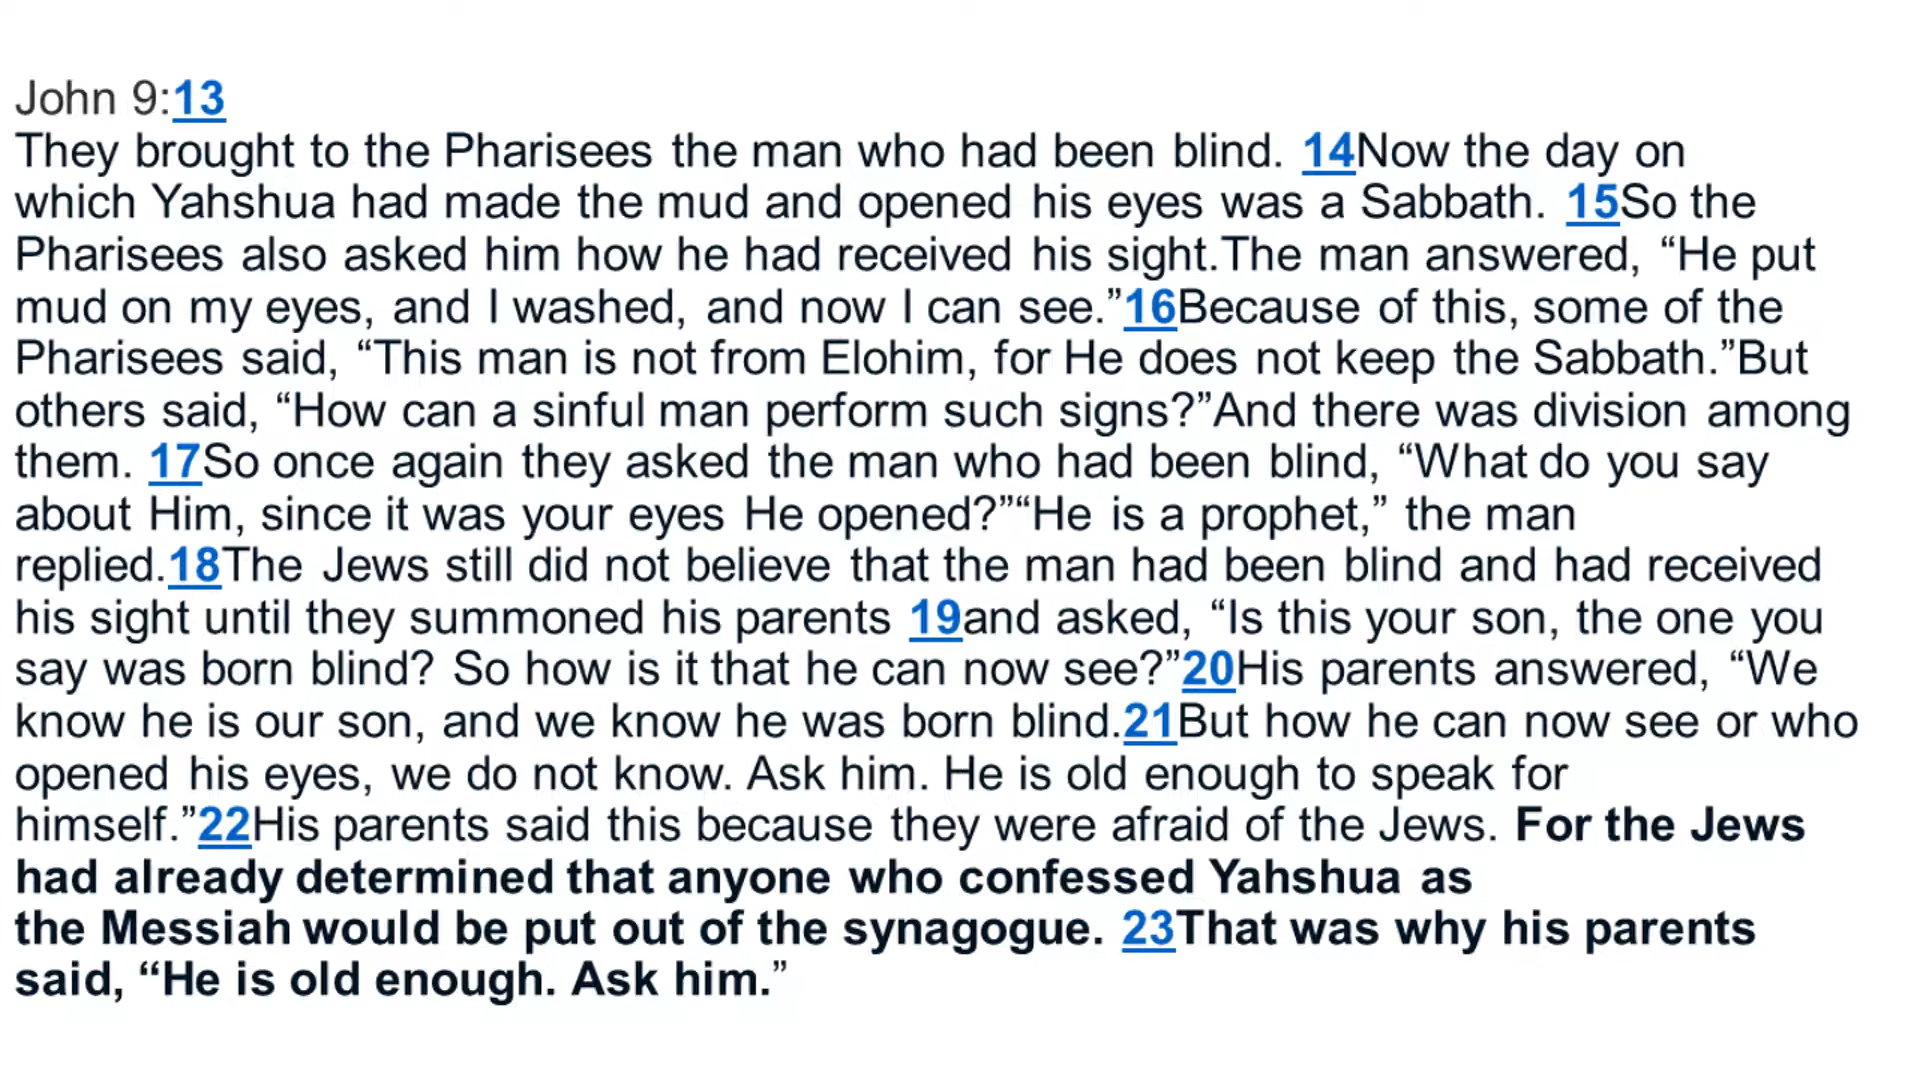 John 9:13
They brought to the Pharisees the man who had been blind. 14Now the day on
which Yahshua had made the mud and opened his eyes was a Sabbath. 15So the
Pharisees also asked him how he had received his sight.The man answered, “He put
mud on my eyes, and I washed, and now I can see.”16Because of this, some of the
Pharisees said, “This man is not from Elohim, for He does not keep the Sabbath.”But
others said, “How can a sinful man perform such signs?”And there was division among
them. 17So once again they asked the man who had been blind, “What do you say
about Him, since it was your eyes He opened?”“He is a prophet,” the man
replied.18The Jews still did not believe that the man had been blind and had received
his sight until they summoned his parents 19and asked, “Is this your son, the one you
say was born blind? So how is it that he can now see?”20His parents answered, “We
know he is our son, and we know he was born blind.21But how he can now see or who
opened his eyes, we do not know. Ask him. He is old enough to speak for
himself.”22His parents said this because they were afraid of the Jews. For the Jews
had already determined that anyone who confessed Yahshua as
the Messiah would be put out of the synagogue. 23That was why his parents
said, “He is old enough. Ask him.”